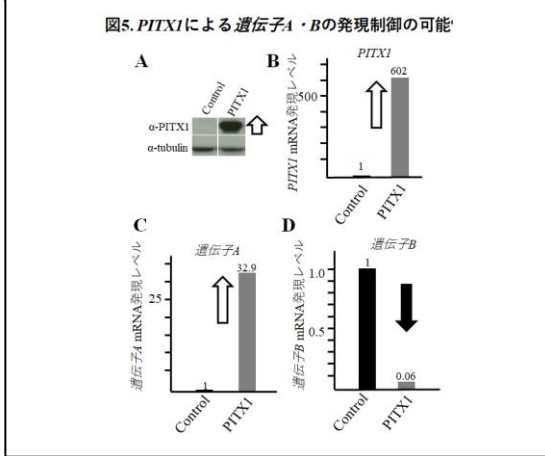 図5. PITX1による遺伝子A・Bの発現制御の可能
A
Control
PITX1
α-PITX1
α-tubulin
B
PITX1
PITX1 mRNA発現レベル
500
1
602
Control
PITX1
C
遺伝子A
遺伝子A mRNA発現レベル
25
1
32.9
Control
PITX1
D
遺伝子B
遺伝子B mRNA発現レベル
1.0
0.5
1
0.06
Control
PITX1